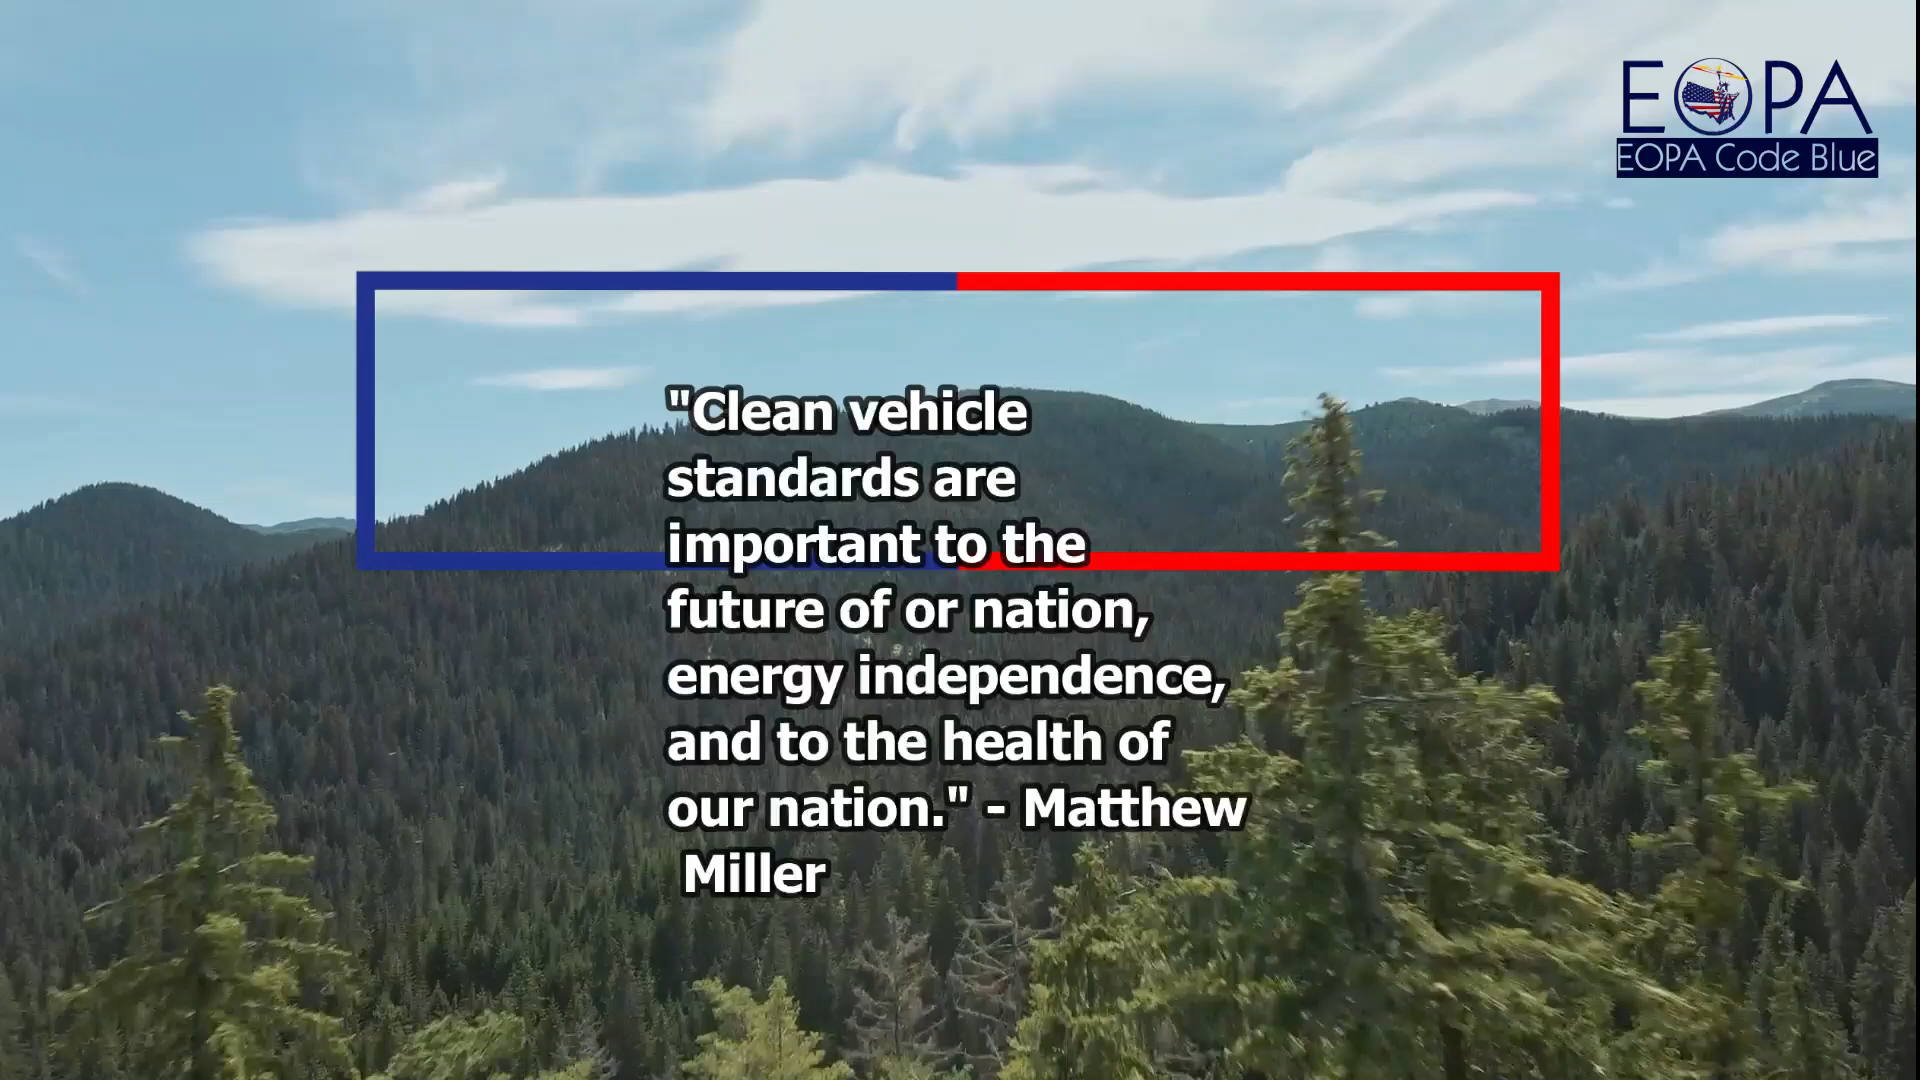 EOPA
EOPA Code Blue
"Clean vehicle
standards are
important to the
future of or nation,
energy independence,
and to the health of
our nation." - Matthew
Miller